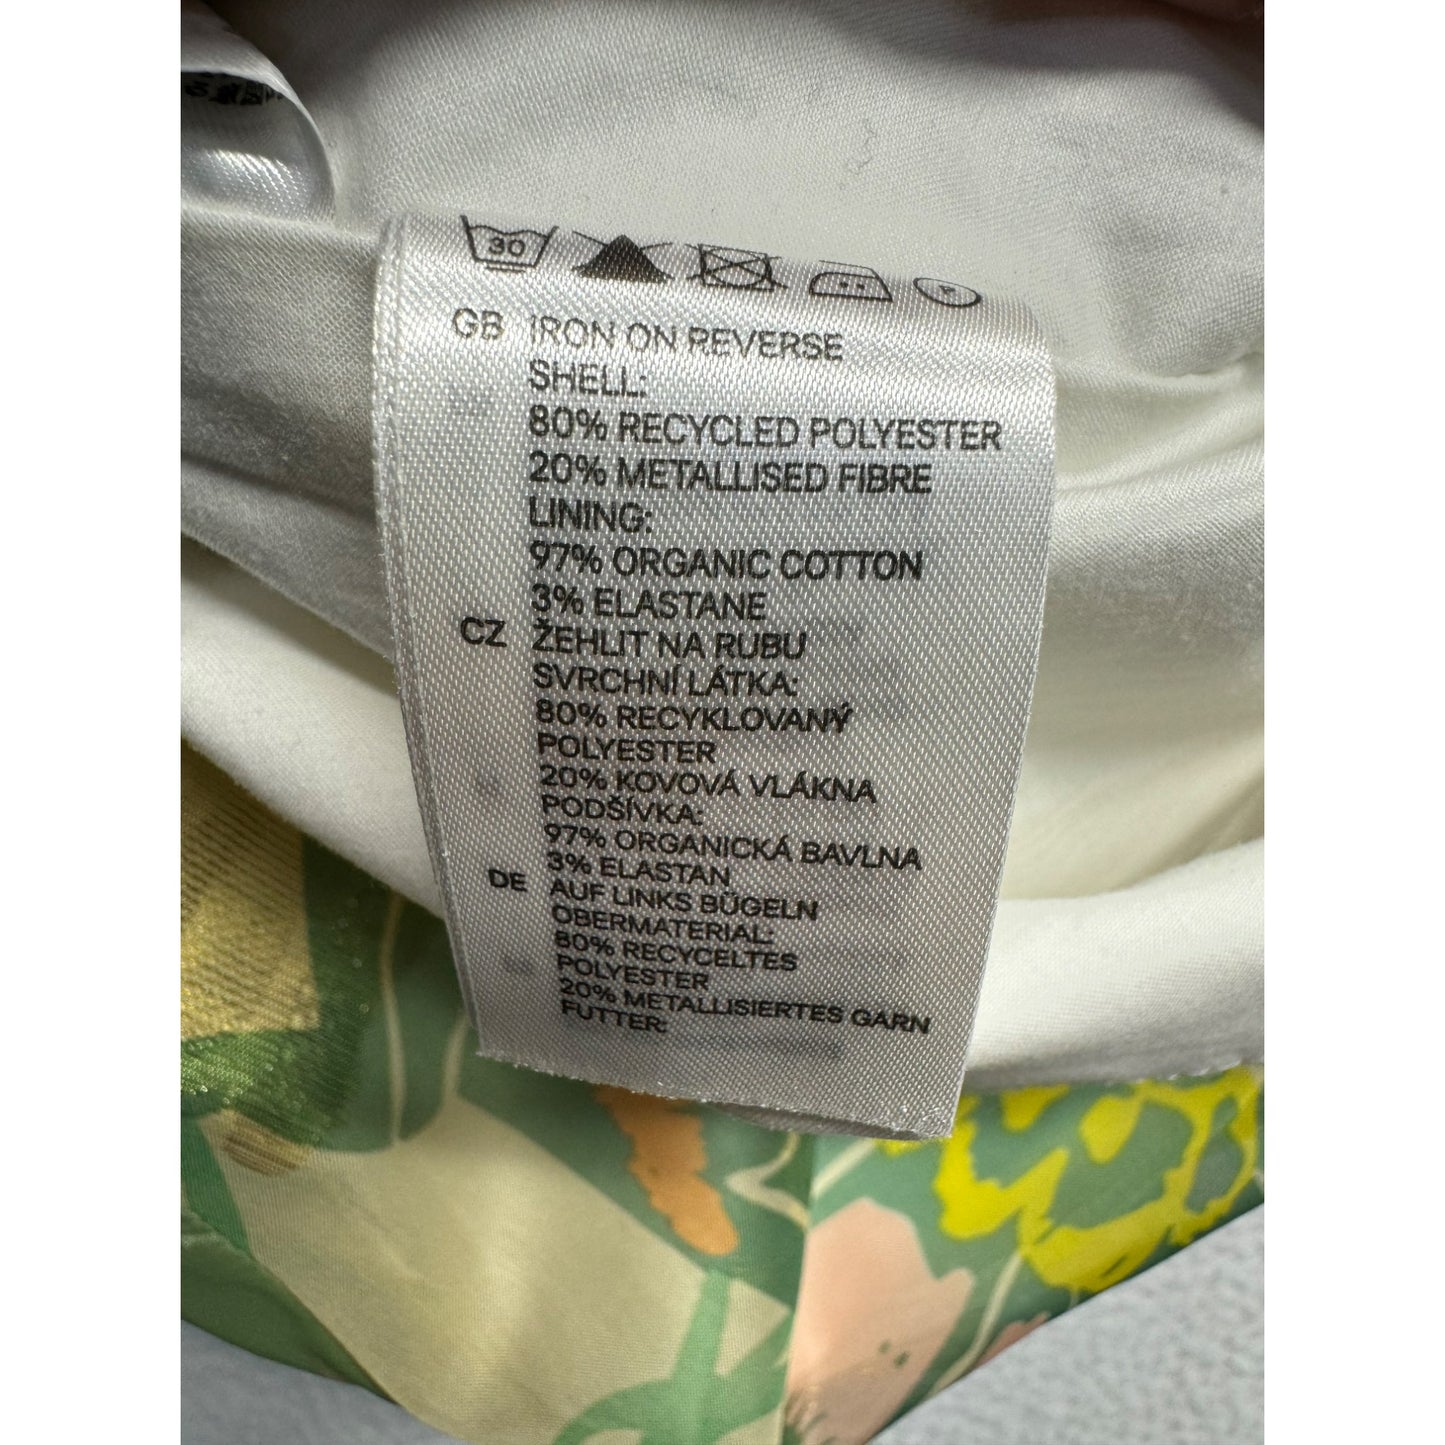 30
P
GB IRON ON REVERSE
SHELL:
80% RECYCLED POLYESTER
20% METALLISED FIBRE
LINING:
97% ORGANIC COTTON
3% ELASTANE
CZ ŽEHLIT NA RUBU
SVRCHNÍ LÁTKA:
80% RECYKLOVANÝ
POLYESTER
20% KOVOVÁ VLÁKNA
PODŠÍVKA:
97% ORGANICKÁ BAVLNA
3% ELASTAN
DE AUF LINKS BÜGELN
OBERMATERIAL:
80% RECYCELTES
POLYESTER
20% METALLISIERTES GARN
FUTTER: